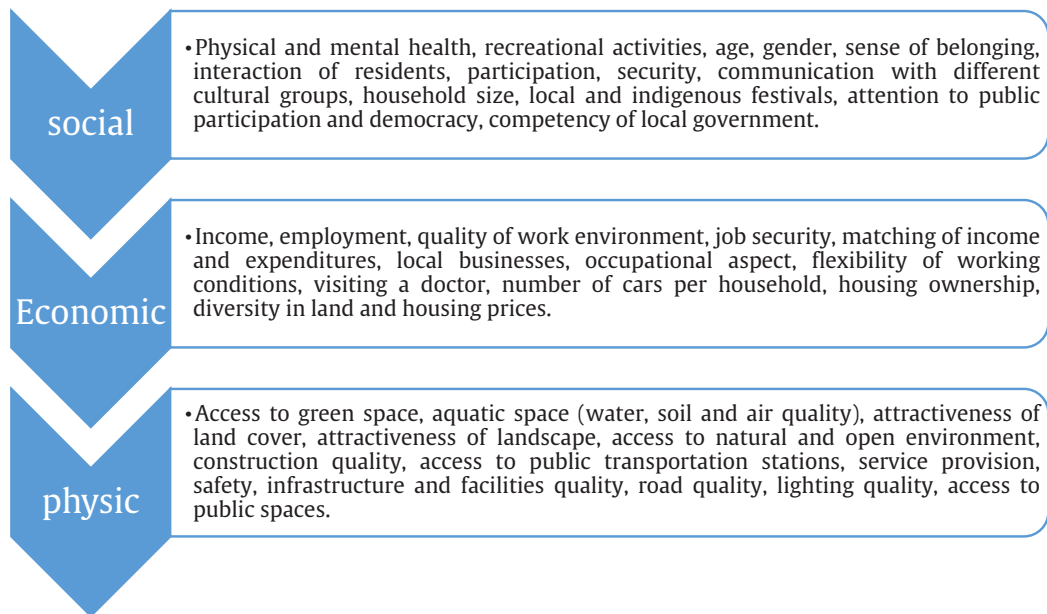 social
•Physical and mental health, recreational activities, age, gender, sense of belonging,
interaction of residents, participation, security, communication with different
cultural groups, household size, local and indigenous festivals, attention to public
participation and democracy, competency of local government.
Economic
•Income, employment, quality of work environment, job security, matching of income
and expenditures, local businesses, occupational aspect, flexibility of working
conditions, visiting a doctor, number of cars per household, housing ownership,
diversity in land and housing prices.
physic
•Access to green space, aquatic space (water, soil and air quality), attractiveness of
land cover, attractiveness of landscape, access to natural and open environment,
construction quality, access to public transportation stations, service provision,
safety, infrastructure and facilities quality, road quality, lighting quality, access to
public spaces.